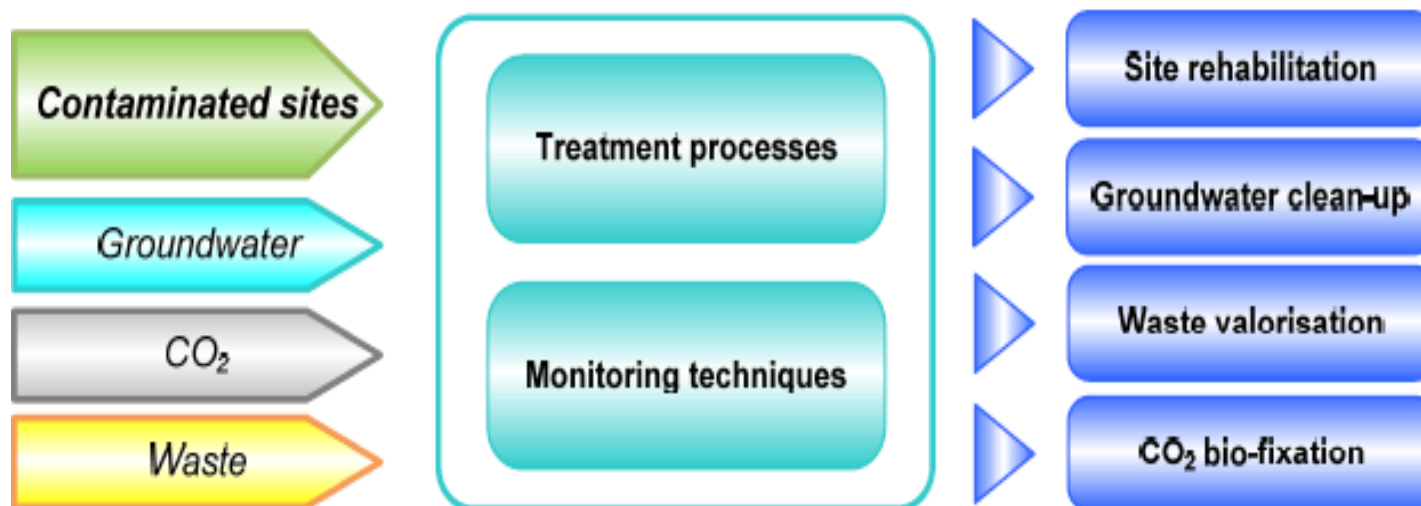 Contaminated sites
Groundwater
CO₂
Waste
Treatment processes
Monitoring techniques
Site rehabilitation
Groundwater clean-up
Waste valorisation
CO₂ bio-fixation